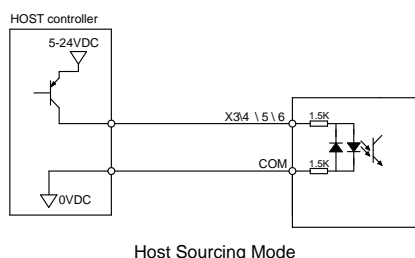 HOST controller
5-24VDC
X3\4 \ 5 \ 6
1.5K
COM
1.5K
0VDC
Host Sourcing Mode